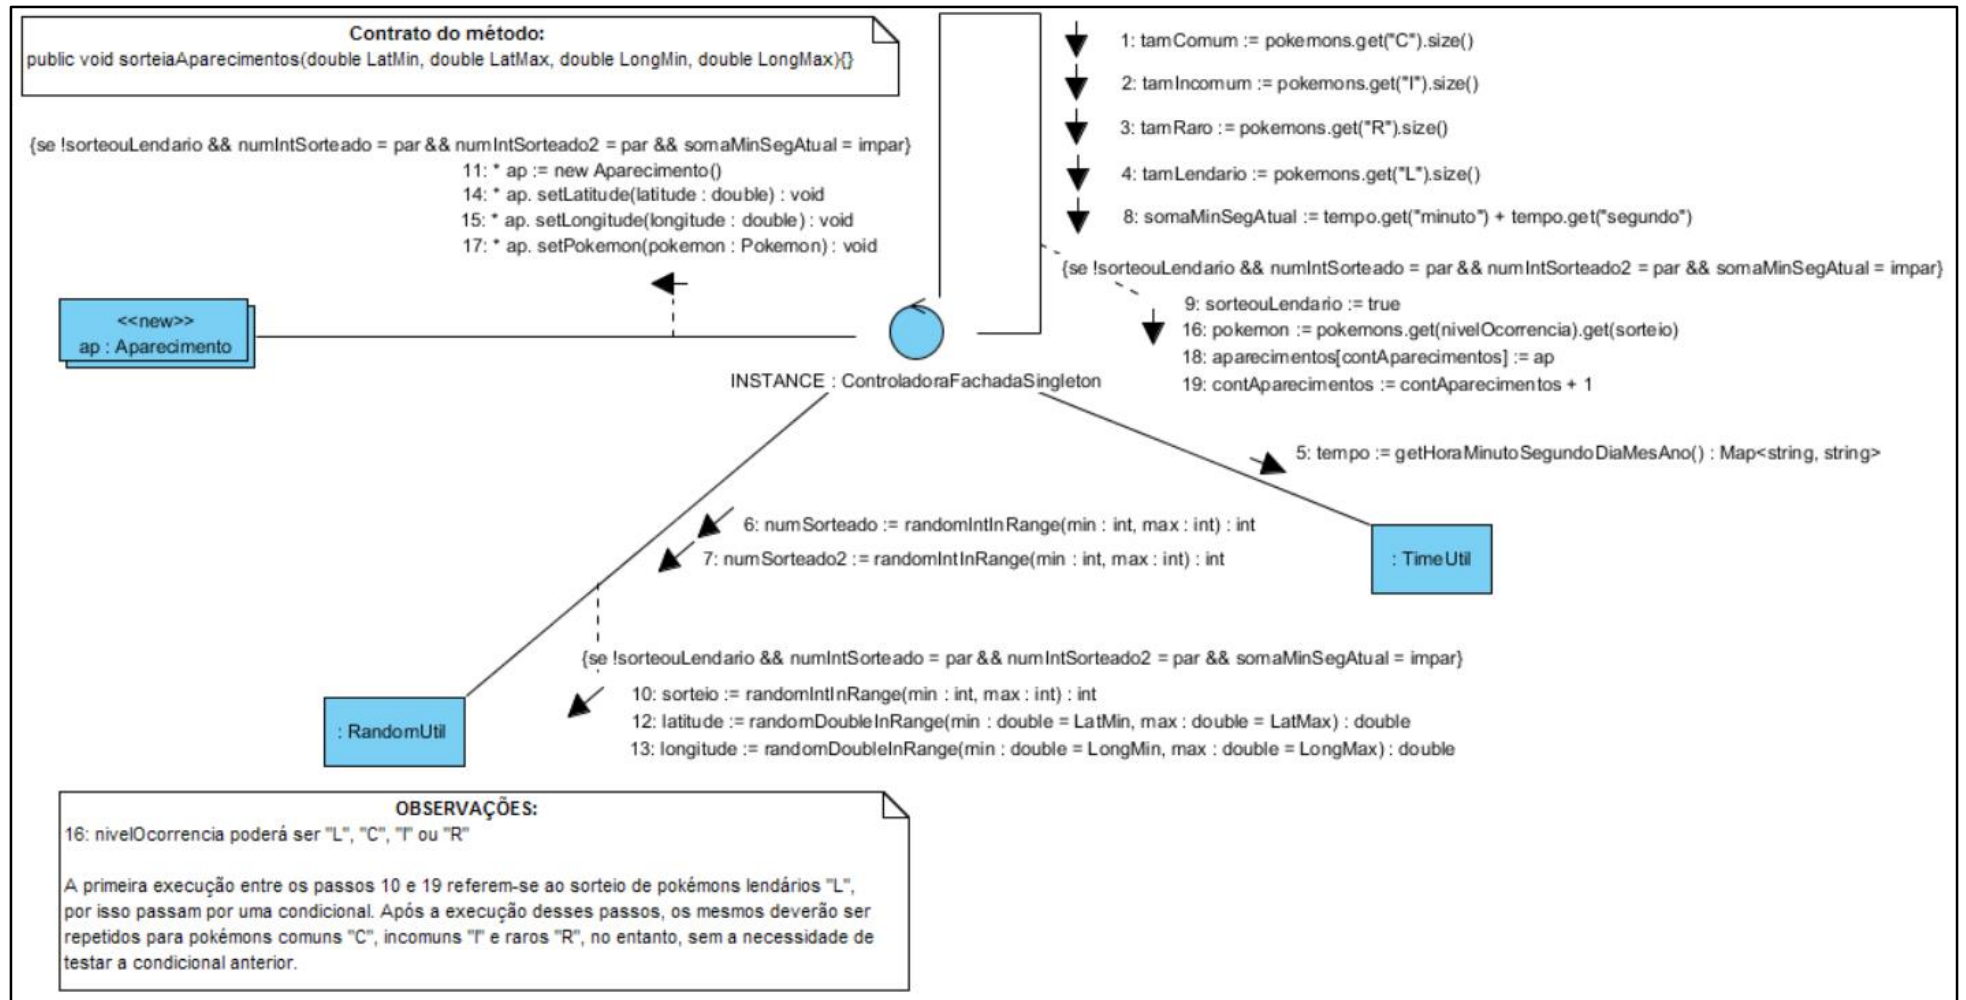 Contrato do método:
public void sorteiaAparecimentos(double LatMin, double LatMax, double LongMin, double LongMax){}
1: tamComum := pokemons.get("C").size()
2: tamIncomum := pokemons.get("I").size()
3: tamRaro := pokemons.get("R").size()
4: tamLendario := pokemons.get("L").size()
8: somaMinSegAtual := tempo.get("minuto") + tempo.get("segundo")
{se !sorteouLendario && numIntSorteado = par && numIntSorteado2 = par && somaMinSegAtual = impar}
11: * ap := new Aparecimento()
14: * ap. setLatitude(latitude : double) : void
15: * ap. setLongitude(longitude : double) : void
17: * ap. setPokemon(pokemon : Pokemon) : void
{se !sorteouLendario && numIntSorteado = par && numIntSorteado2 = par && somaMinSegAtual = impar}
9: sorteouLendario := true
16: pokemon := pokemons.get(nivelOcorrencia).get(sorteio)
18: aparecimentos[contAparecimentos] := ap
19: contAparecimentos := contAparecimentos + 1
<<new>>
ap : Aparecimento
INSTANCE : ControladoraFachadaSingleton
5: tempo := getHoraMinutoSegundoDiaMesAno() : Map<string, string>
6: numSorteado := randomIntInRange(min : int, max : int) : int
7: numSorteado2 := randomIntInRange(min : int, max : int) : int
: TimeUtil
{se !sorteouLendario && numIntSorteado = par && numIntSorteado2 = par && somaMinSegAtual = impar}
10: sorteio := randomIntInRange(min : int, max : int) : int
12: latitude := randomDoubleInRange(min : double = LatMin, max : double = LatMax) : double
13: longitude := randomDoubleInRange(min : double = LongMin, max : double = LongMax) : double
: RandomUtil
OBSERVAÇÕES:
16: nivelOcorrencia poderá ser "L", "C", "I" ou "R"
A primeira execução entre os passos 10 e 19 referem-se ao sorteio de pokémons lendários "L",
por isso passam por uma condicional. Após a execução desses passos, os mesmos deverão ser
repetidos para pokémons comuns "C", incomuns "I" e raros "R", no entanto, sem a necessidade de
testar a condicional anterior.